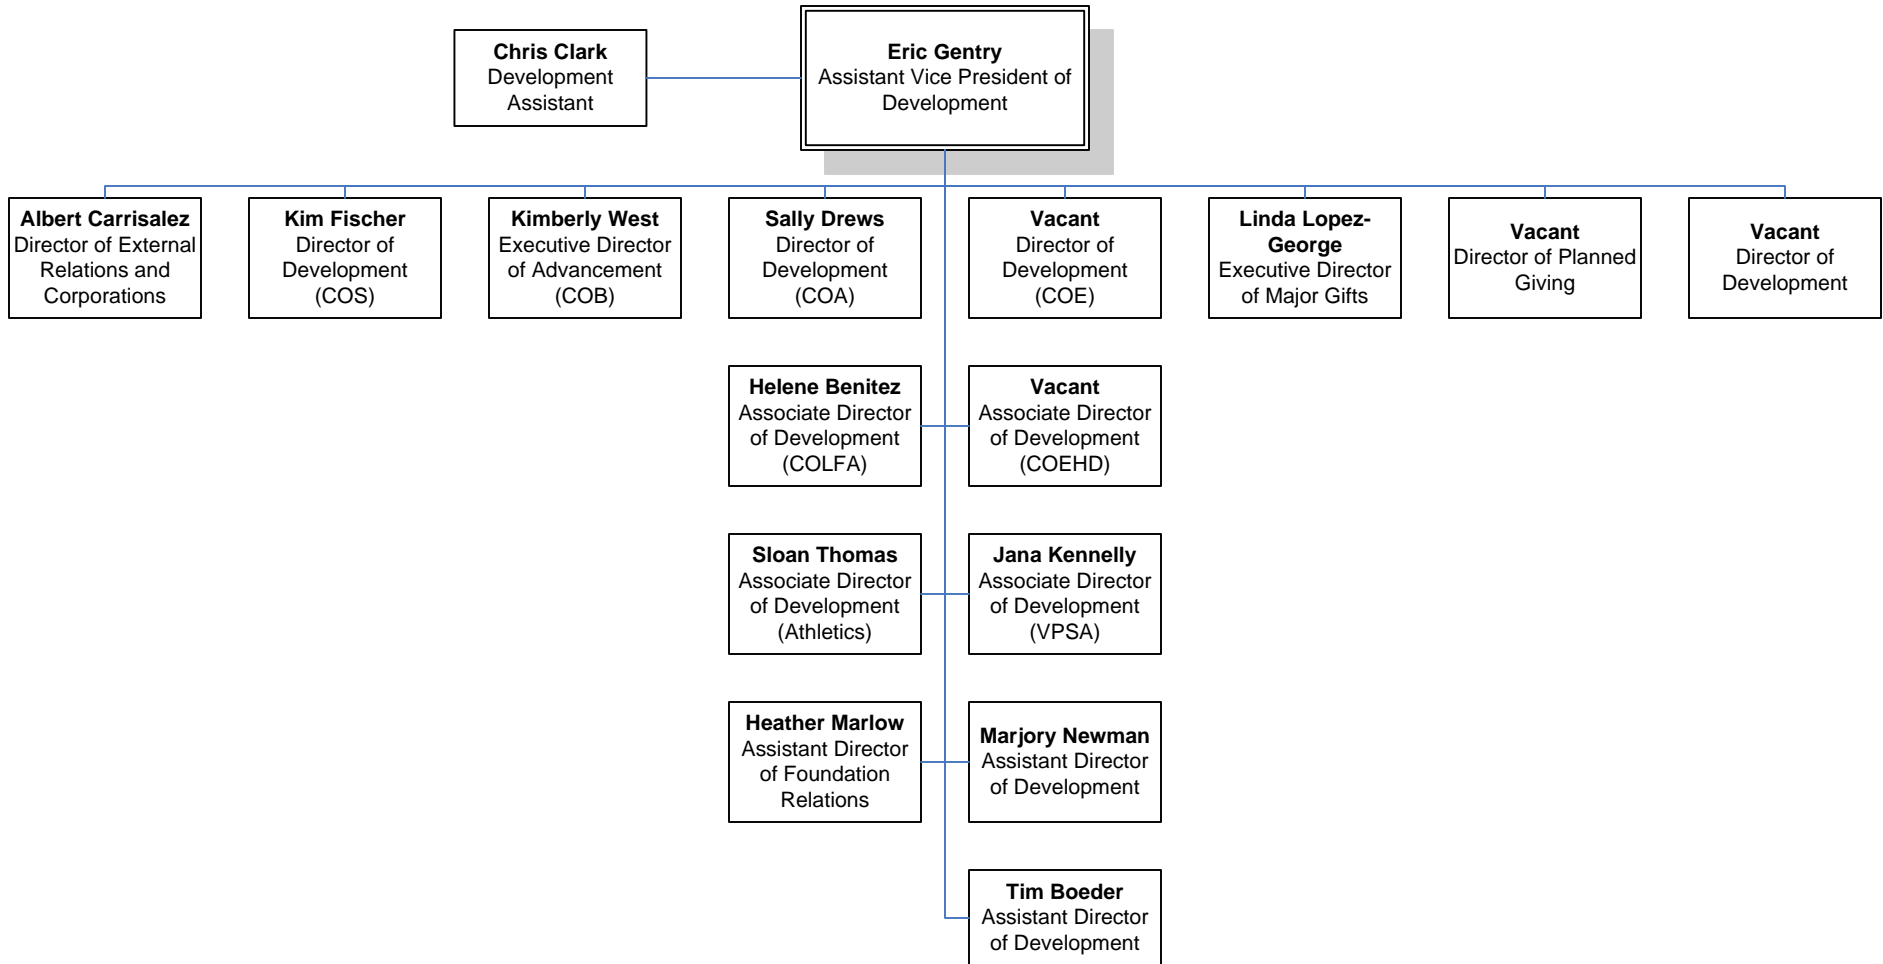 Chris Clark
Development
Assistant
Eric Gentry
Assistant Vice President of
Development
Albert Carrisalez
Director of External
Relations and
Corporations
Kim Fischer
Director of
Development
(COS)
Kimberly West
Executive Director
of Advancement
(COB)
Sally Drews
Director of
Development
(COA)
Vacant
Director of
Development
(COE)
Linda Lopez-
George
Executive Director
of Major Gifts
Vacant
Director of Planned
Giving
Vacant
Director of
Development
Helene Benitez
Associate Director
of Development
(COLFA)
Vacant
Associate Director
of Development
(COEHD)
Sloan Thomas
Associate Director
of Development
(Athletics)
Jana Kennelly
Associate Director
of Development
(VPSA)
Heather Marlow
Assistant Director
of Foundation
Relations
Marjory Newman
Assistant Director
of Development
Tim Boeder
Assistant Director
of Development